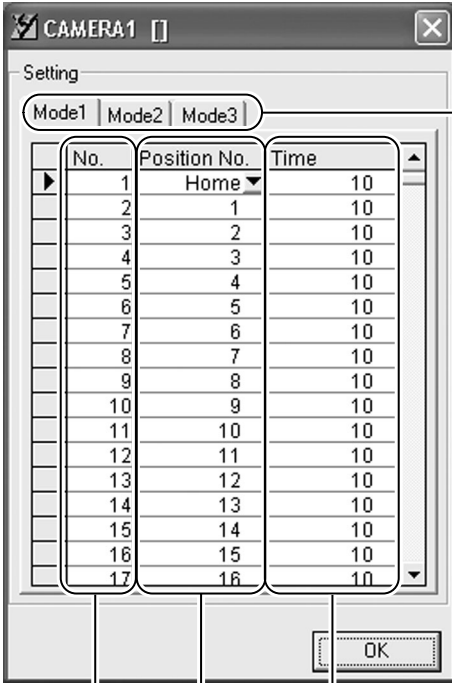 CAMERA1 []
Setting
Mode1 Mode2 Mode3
No. Position No. Time
1 Home 10
2 1 10
3 2 10
4 3 10
5 4 10
6 5 10
7 6 10
8 7 10
9 8 10
10 9 10
11 10 10
12 11 10
13 12 10
14 13 10
15 14 10
16 15 10
17 16 10
OK